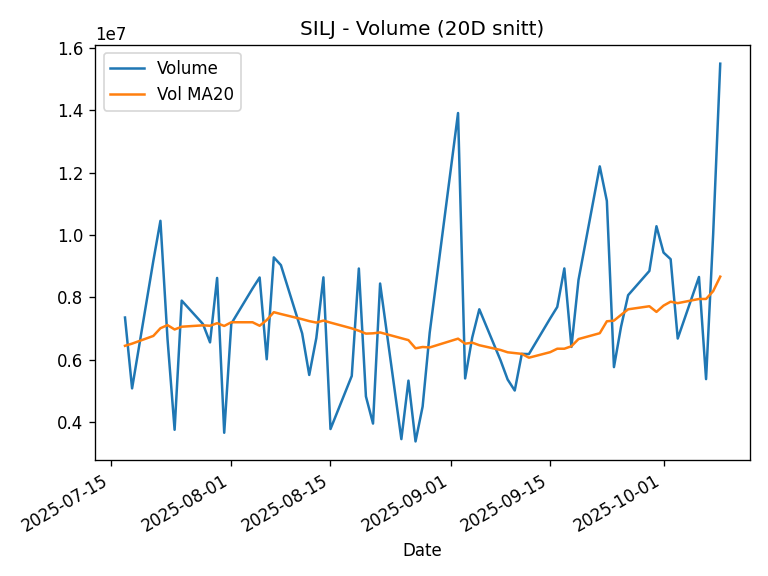 SILJ - Volume (20D snitt)
1e7
Volume
Vol MA20
1.6
1.4
1.2
1.0
0.8
0.6
0.4
2025-07-15
2025-08-01
2025-08-15
2025-09-01
2025-09-15
2025-10-01
Date